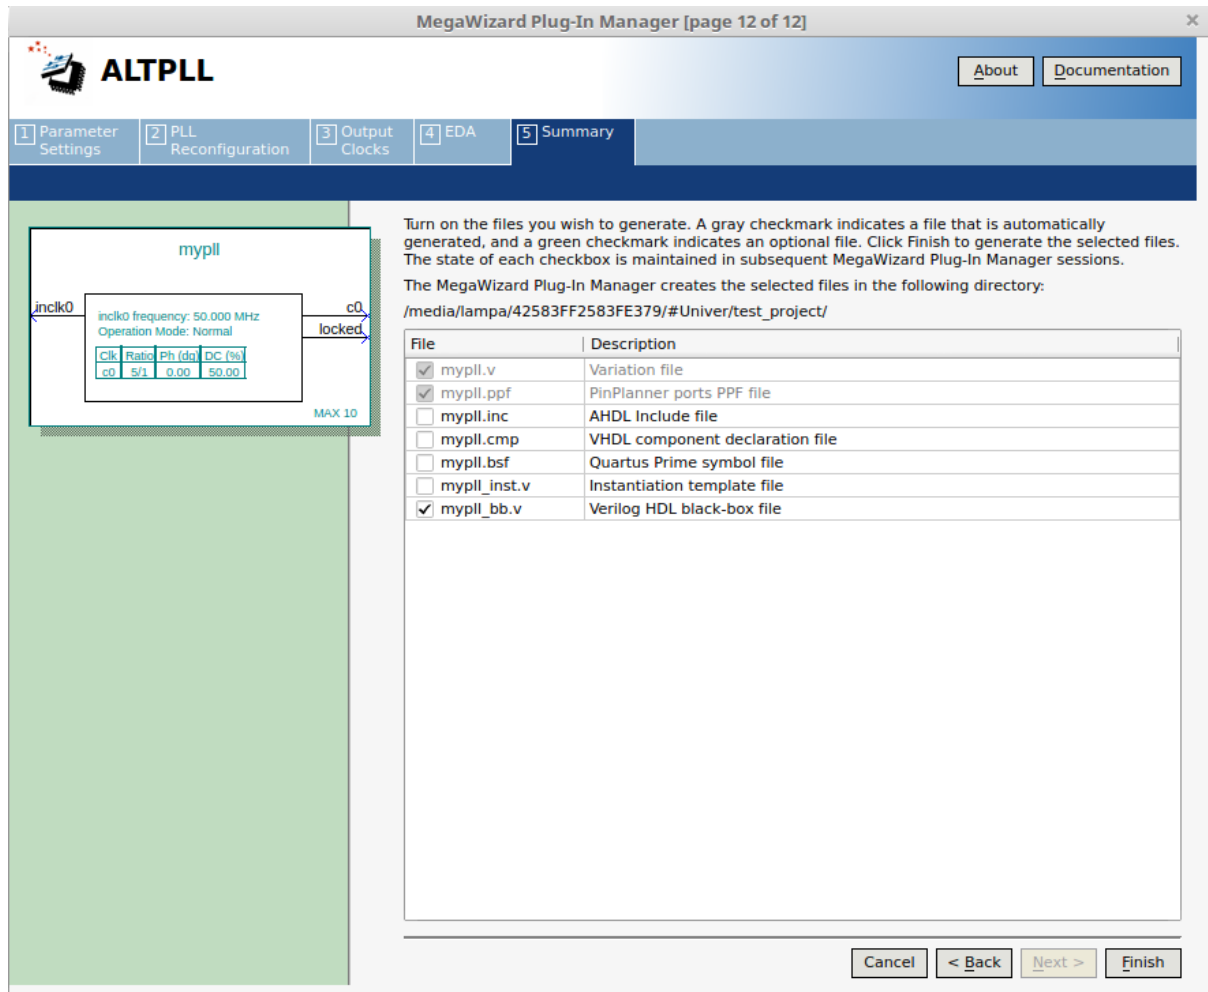 MegaWizard Plug-In Manager [page 12 of 12]
ALTPLL
About
Documentation
1 Parameter Settings
2 PLL Reconfiguration
3 Output Clocks
4 EDA
5 Summary
mypll
inclk0
inclk0 frequency: 50.000 MHz
Operation Mode: Normal
Clk Ratio Ph (dg) DC (%)
c0 5/1 0.00 50.00
c0
locked
MAX 10
Turn on the files you wish to generate. A gray checkmark indicates a file that is automatically
generated, and a green checkmark indicates an optional file. Click Finish to generate the selected files.
The state of each checkbox is maintained in subsequent MegaWizard Plug-In Manager sessions.
The MegaWizard Plug-In Manager creates the selected files in the following directory:
/media/lampa/42583FF2583FE379/#Univer/test_project/
File Description
mypll.v Variation file
mypll.ppf PinPlanner ports PPF file
mypll.inc AHDL Include file
mypll.cmp VHDL component declaration file
mypll.bsf Quartus Prime symbol file
mypll_inst.v Instantiation template file
mypll_bb.v Verilog HDL black-box file
Cancel
< Back
Next >
Finish